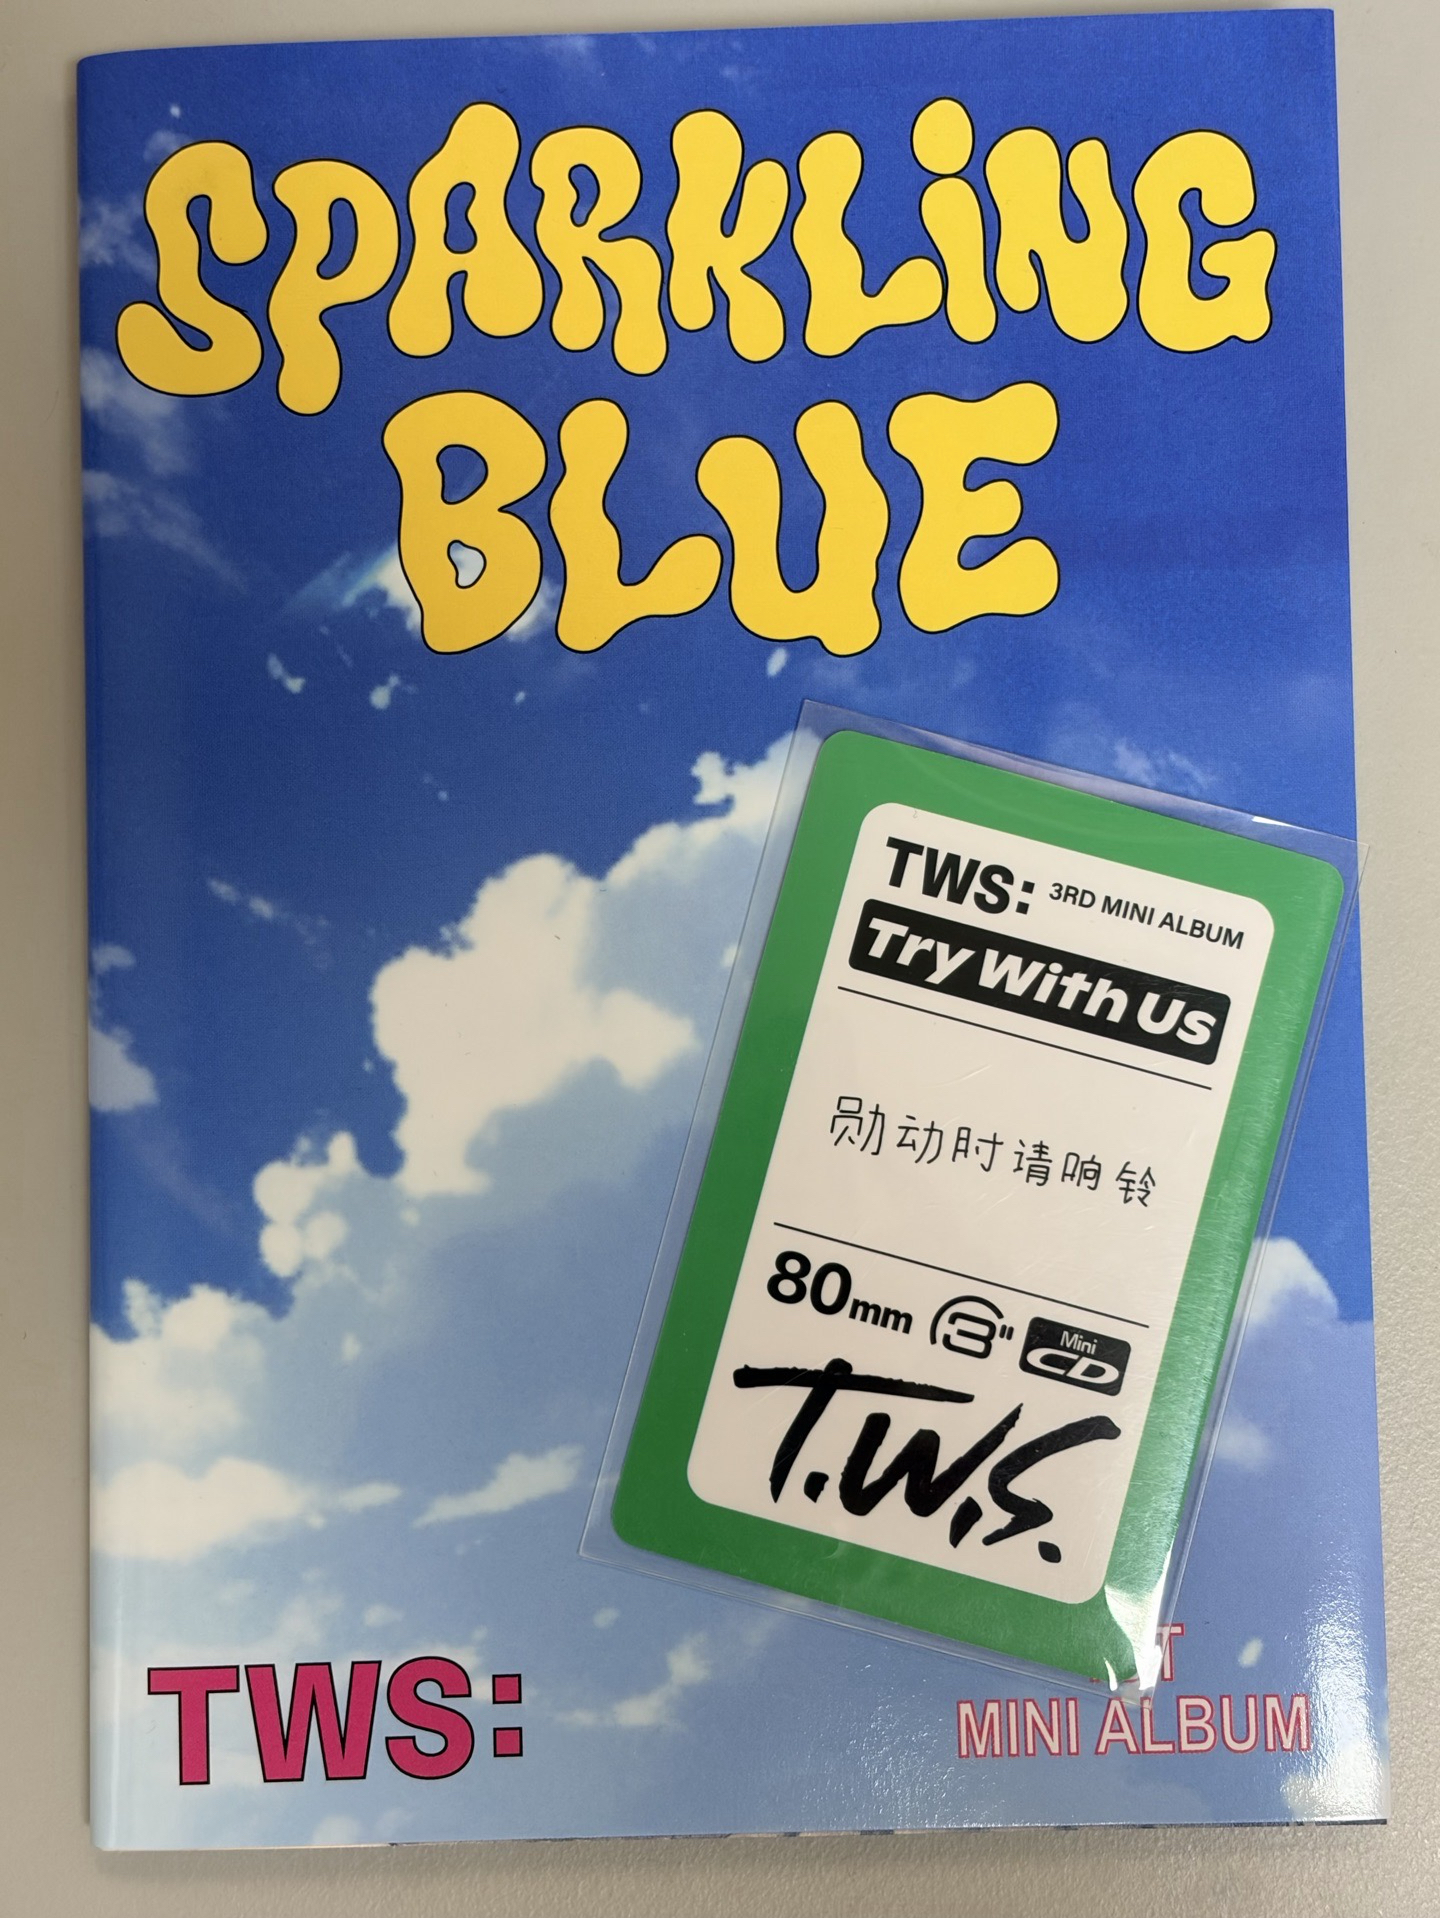 SPARKLiNG
BLUE
TWS: 3RD MINI ALBUM
Try With Us
勋动时请响铃
80mm 3" Mini CD
T.W.S.
TWS:
MINI ALBUM